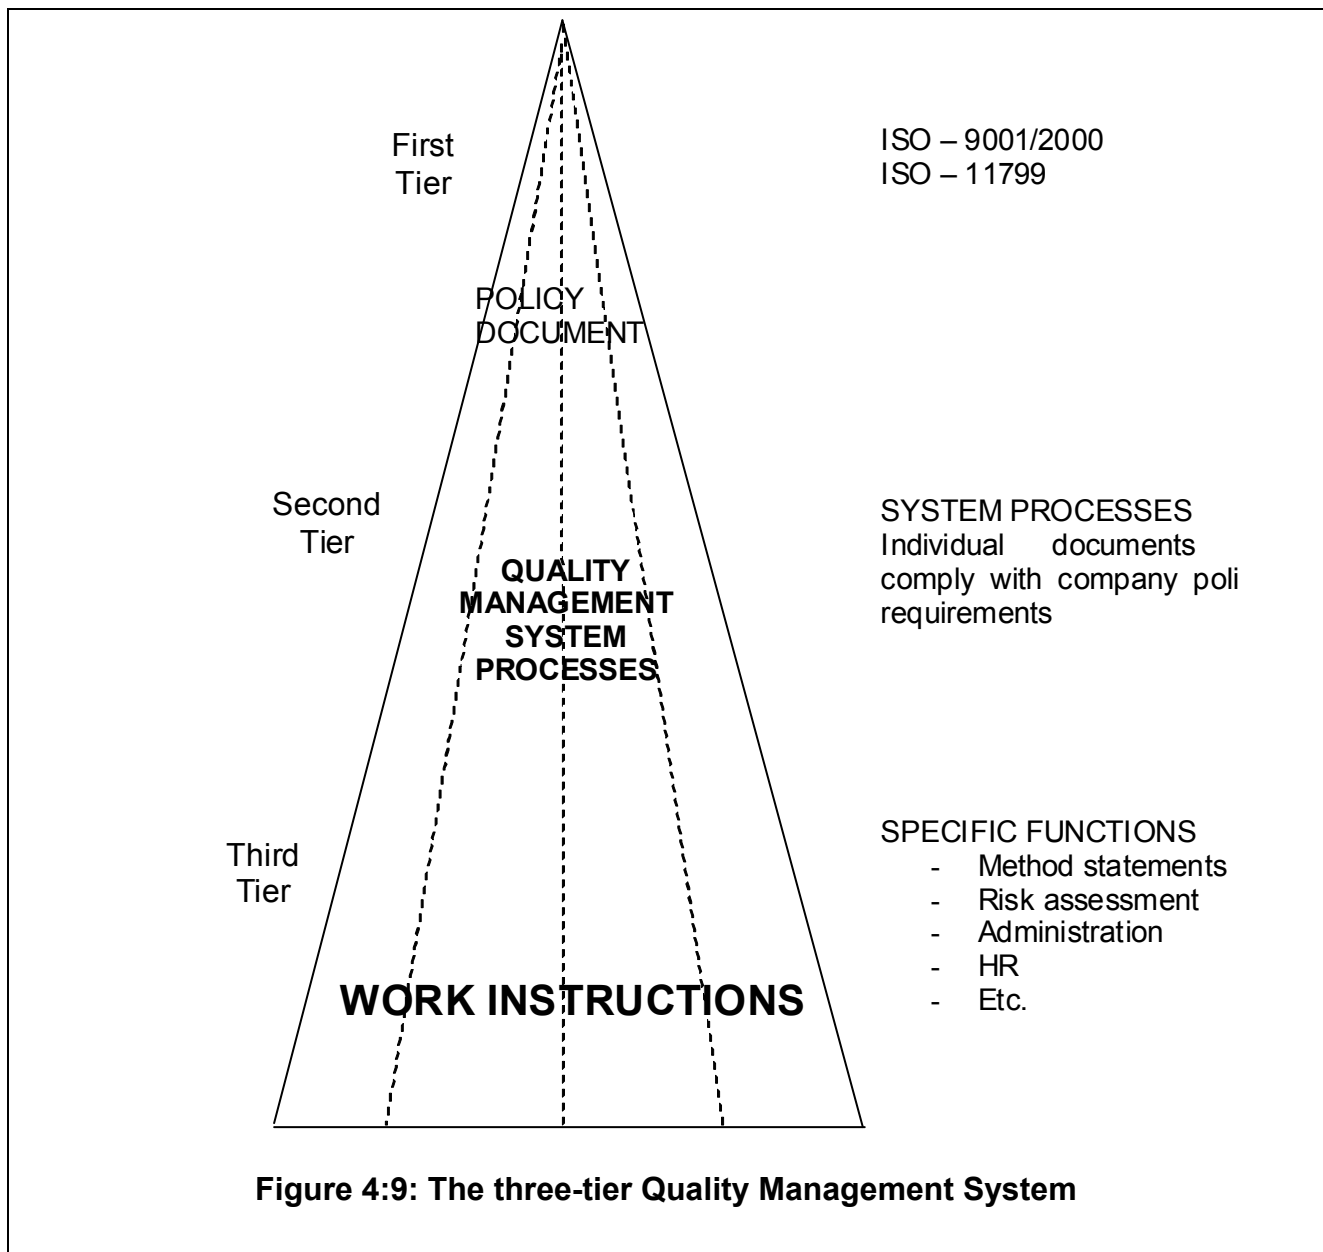 First
Tier
ISO – 9001/2000
ISO – 11799
POLICY
DOCUMENT
Second
Tier
SYSTEM PROCESSES
Individual documents
comply with company poli
requirements
QUALITY
MANAGEMENT
SYSTEM
PROCESSES
Third
Tier
SPECIFIC FUNCTIONS
- Method statements
- Risk assessment
- Administration
- HR
- Etc.
WORK INSTRUCTIONS
Figure 4:9: The three-tier Quality Management System